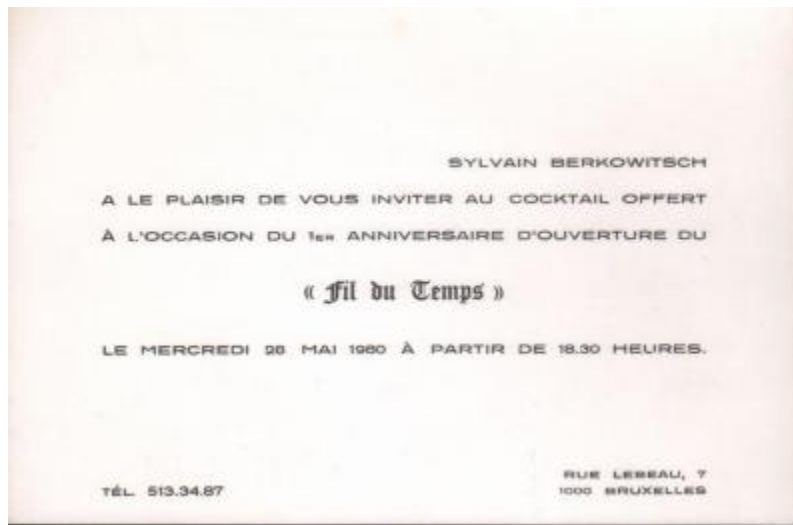 SYLVAIN BERKOWITSCH
A LE PLAISIR DE VOUS INVITER AU COCKTAIL OFFERT
À L'OCCASION DU 1ER ANNIVERSAIRE D'OUVERTURE DU
« Fil du Temps »
LE MERCREDI 28 MAI 1980 À PARTIR DE 18.30 HEURES.
TÉL. 513.34.87
RUE LEBEAU, 7
1000 BRUXELLES